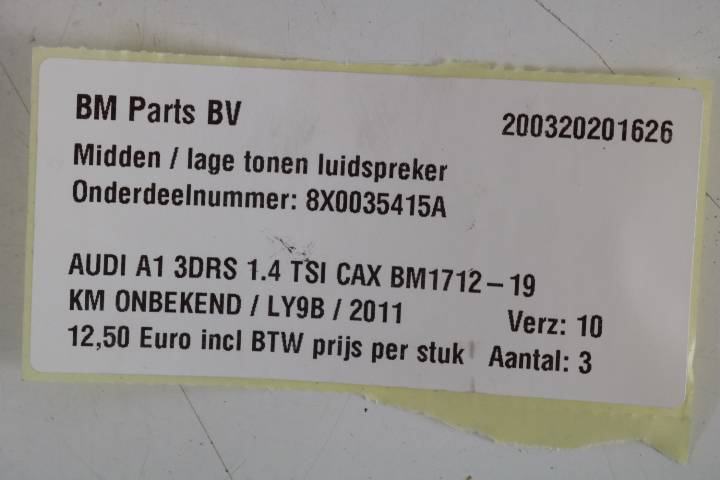 BM Parts BV
200320201626
Midden / lage tonen luidspreker
Onderdeelnummer: 8X0035415A
AUDI A1 3DRS 1.4 TSI CAX BM1712-19
KM ONBEKEND / LY9B / 2011 Verz: 10
12,50 Euro incl BTW prijs per stuk Aantal: 3